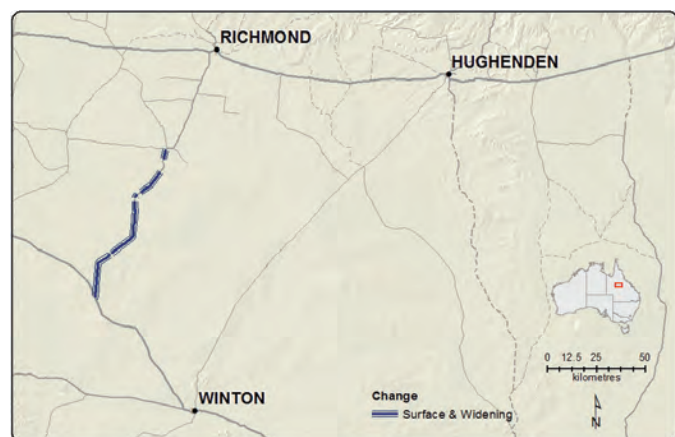 RICHMOND
HUGHENDEN
0 12.5 25 50
kilometres
N
WINTON
Change
Surface & Widening